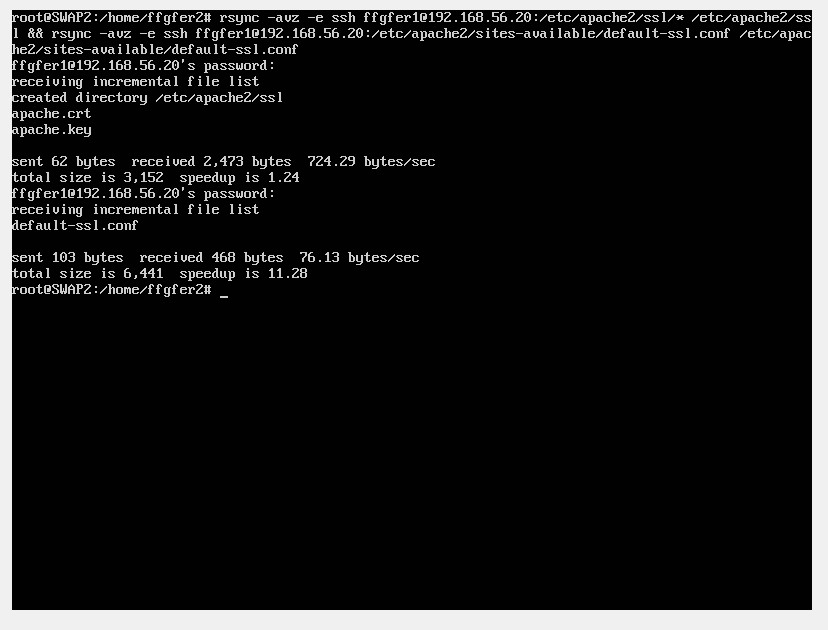 root@SWAP2:/home/ffgfer2# rsync -avz -e ssh ffgfer1@192.168.56.20:/etc/apache2/ssl/* /etc/apache2/ss
l && rsync -avz -e ssh ffgfer1@192.168.56.20:/etc/apache2/sites-available/default-ssl.conf /etc/apac
he2/sites-available/default-ssl.conf
ffgfer1@192.168.56.20's password:
receiving incremental file list
created directory /etc/apache2/ssl
apache.crt
apache.key
sent 62 bytes  received 2,473 bytes  724.29 bytes/sec
total size is 3,152  speedup is 1.24
ffgfer1@192.168.56.20's password:
receiving incremental file list
default-ssl.conf
sent 103 bytes  received 468 bytes  76.13 bytes/sec
total size is 6,441  speedup is 11.28
root@SWAP2:/home/ffgfer2# _